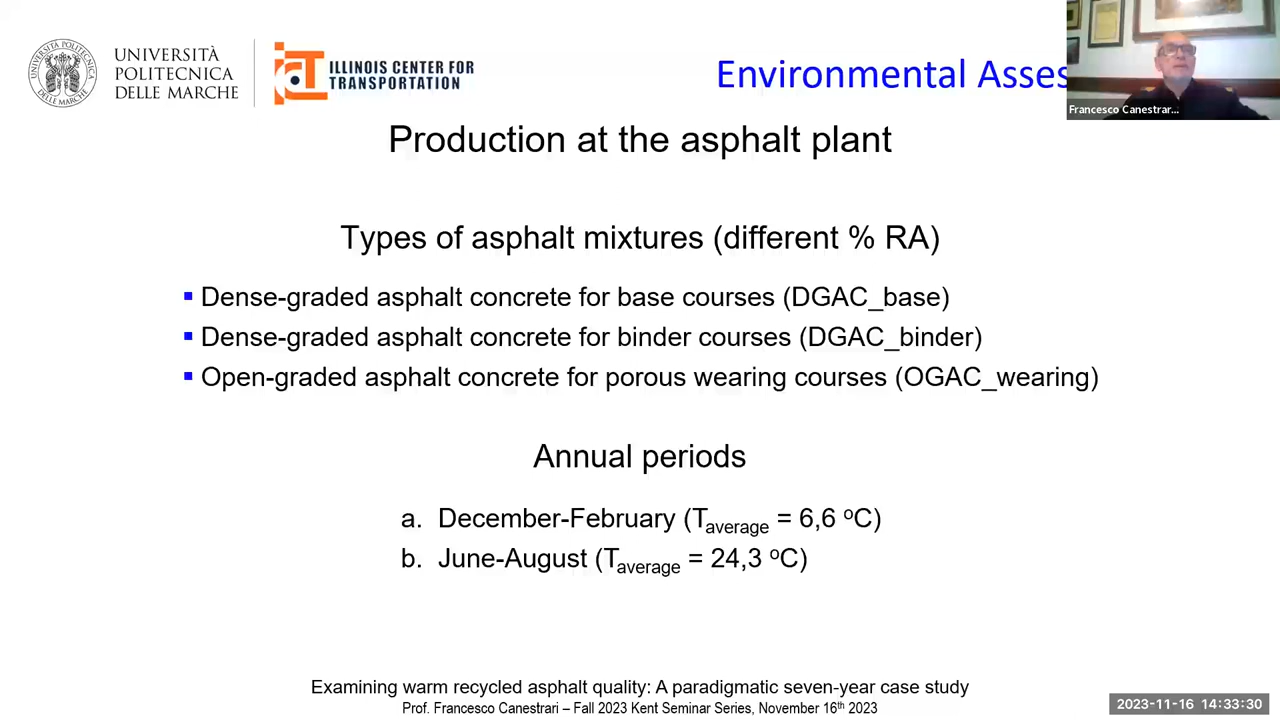 UNIVERSITÀ
POLITECNICA
DELLE MARCHE
ICT
ILLINOIS CENTER FOR
TRANSPORTATION
Environmental Asses
Francesco Canestrar...
Production at the asphalt plant
Types of asphalt mixtures (different % RA)
▪ Dense-graded asphalt concrete for base courses (DGAC_base)
▪ Dense-graded asphalt concrete for binder courses (DGAC_binder)
▪ Open-graded asphalt concrete for porous wearing courses (OGAC_wearing)
Annual periods
a. December-February (Taverage = 6,6 ºC)
b. June-August (Taverage = 24,3 ºC)
Examining warm recycled asphalt quality: A paradigmatic seven-year case study
Prof. Francesco Canestrari – Fall 2023 Kent Seminar Series, November 16th 2023
2023-11-16 14:33:30